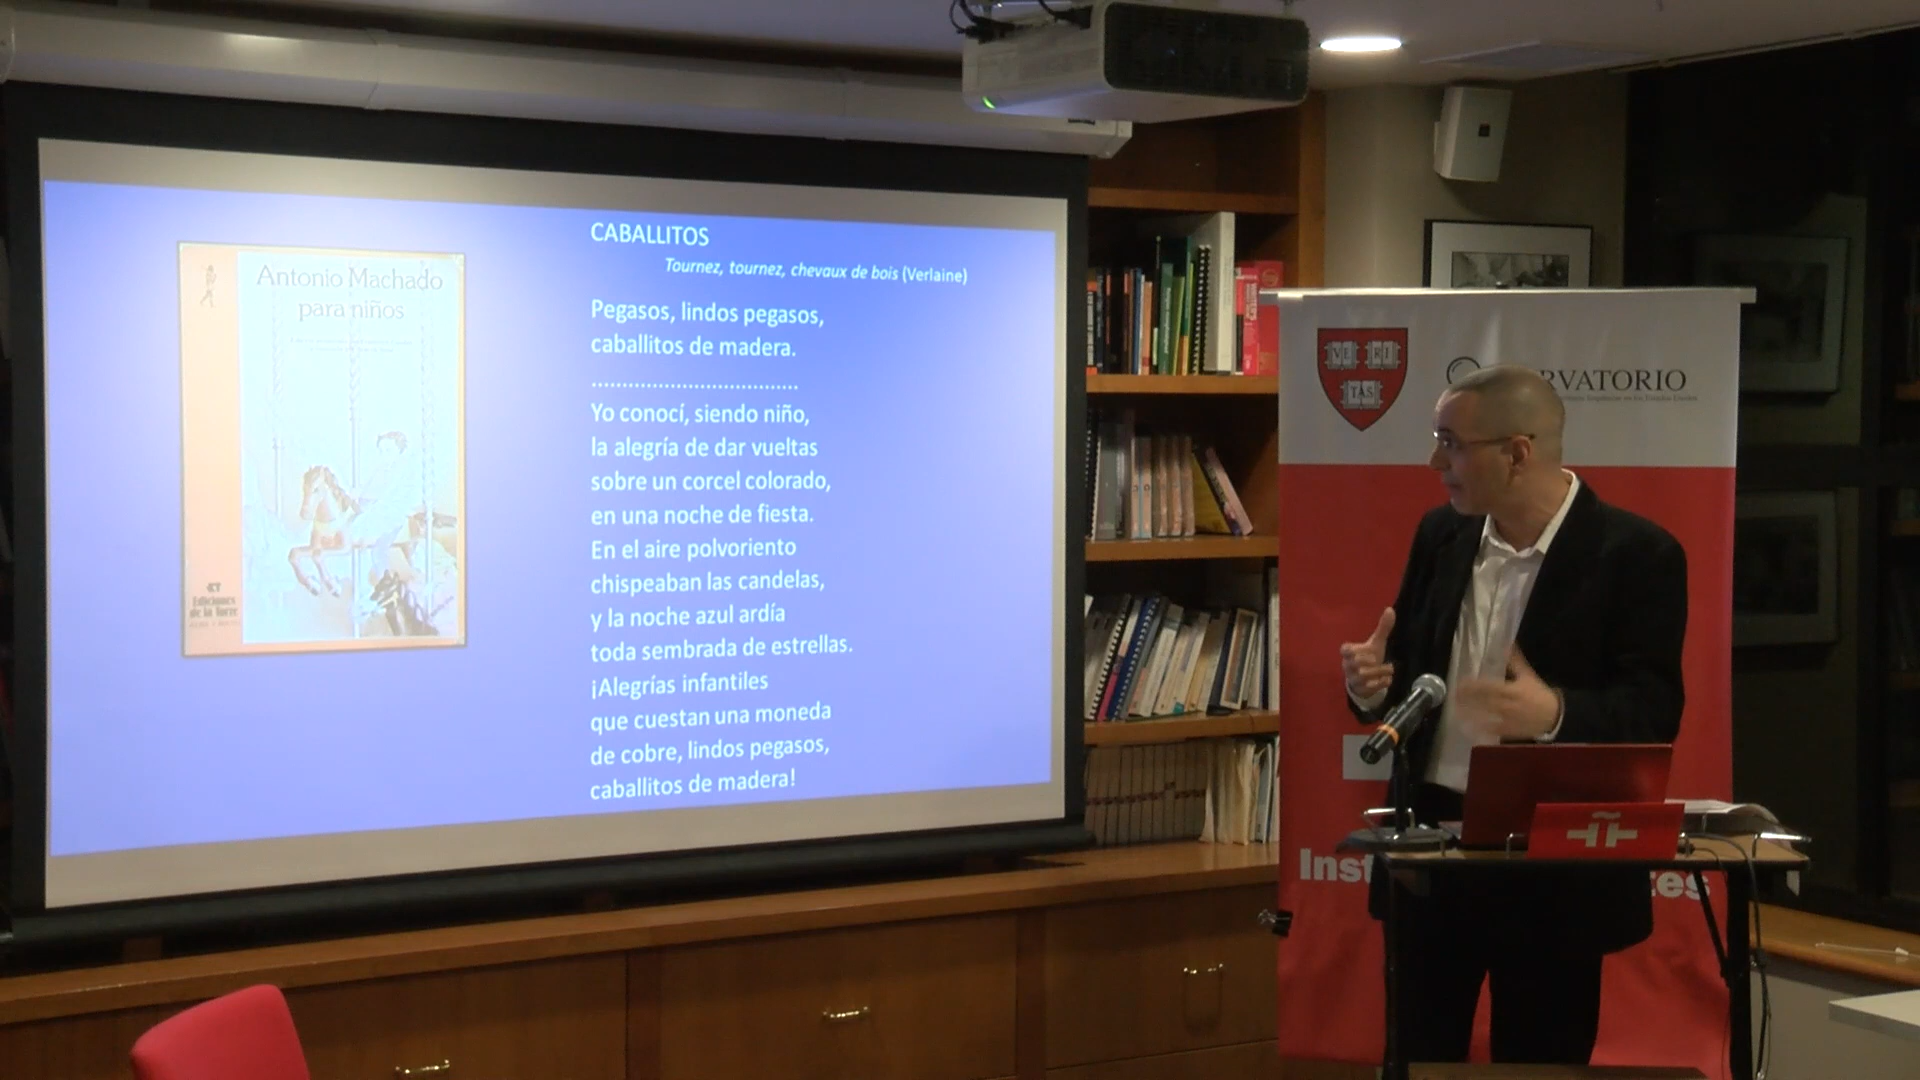 Antonio Machado
para niños
Ediciones
de la Torre
CABALLITOS
Tournez, tournez, chevaux de bois (Verlaine)
Pegasos, lindos pegasos,
caballitos de madera.
.................................
Yo conocí, siendo niño,
la alegría de dar vueltas
sobre un corcel colorado,
en una noche de fiesta.
En el aire polvoriento
chispeaban las candelas,
y la noche azul ardía
toda sembrada de estrellas.
¡Alegrías infantiles
que cuestan una moneda
de cobre, lindos pegasos,
caballitos de madera!
VE RI
TAS
RVATORIO
Inst
tes